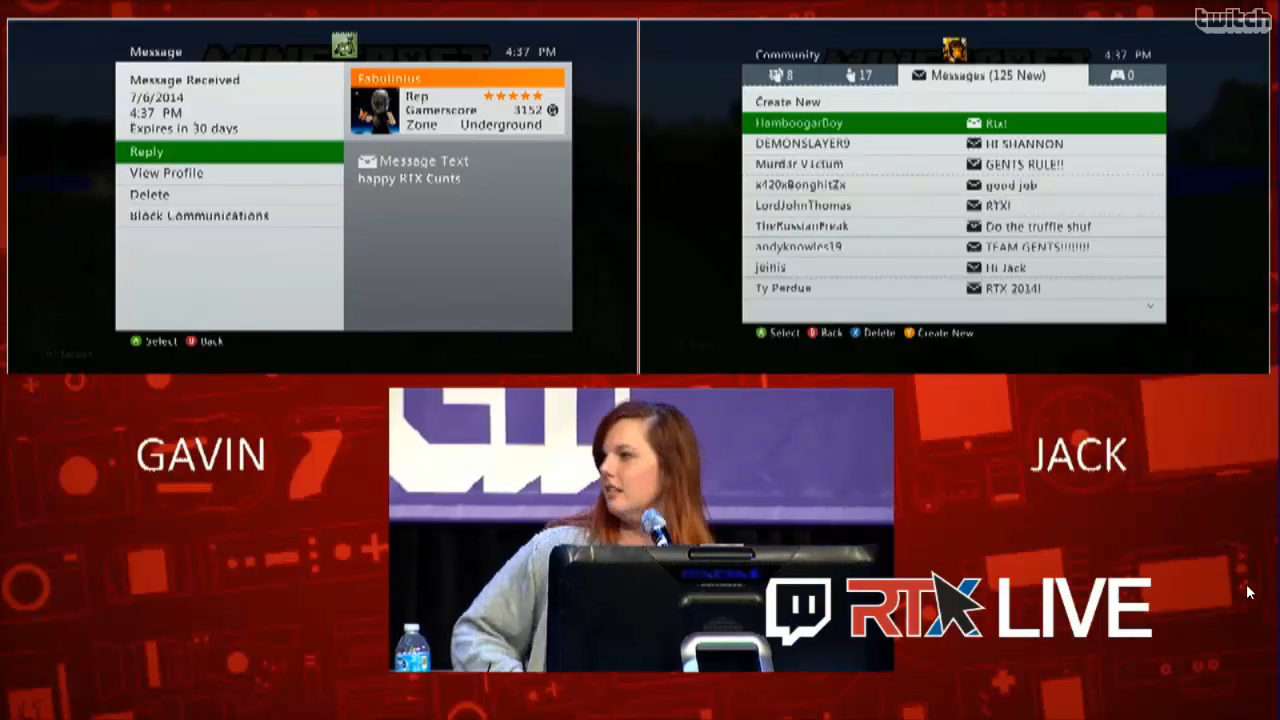 twitch
Message
4:37 PM
Message Received
7/6/2014
4:37 PM
Expires in 30 days
Reply
View Profile
Delete
Block Communications
Fabulinius
Rep
Gamerscore 3152 G
Zone Underground
Message Text
happy RTX Cunts
A Select B Back
Community
4:37 PM
8
17
Messages (125 New)
0
Create New
HamboogarBoy Rtx!
DEMONSLAYER9 HI SHANNON
Murdar V1ctum GENTS RULE!!
x420xBonghitZx good job
LordJohnThomas RTX!
TheRussianFreak Do the truffle shuf
andyknowles19 TEAM GENTS!!!!!!!!
jeinis Hi Jack
Ty Perdue RTX 2014!
A Select B Back X Delete Y Create New
GAVIN
JACK
RTX LIVE